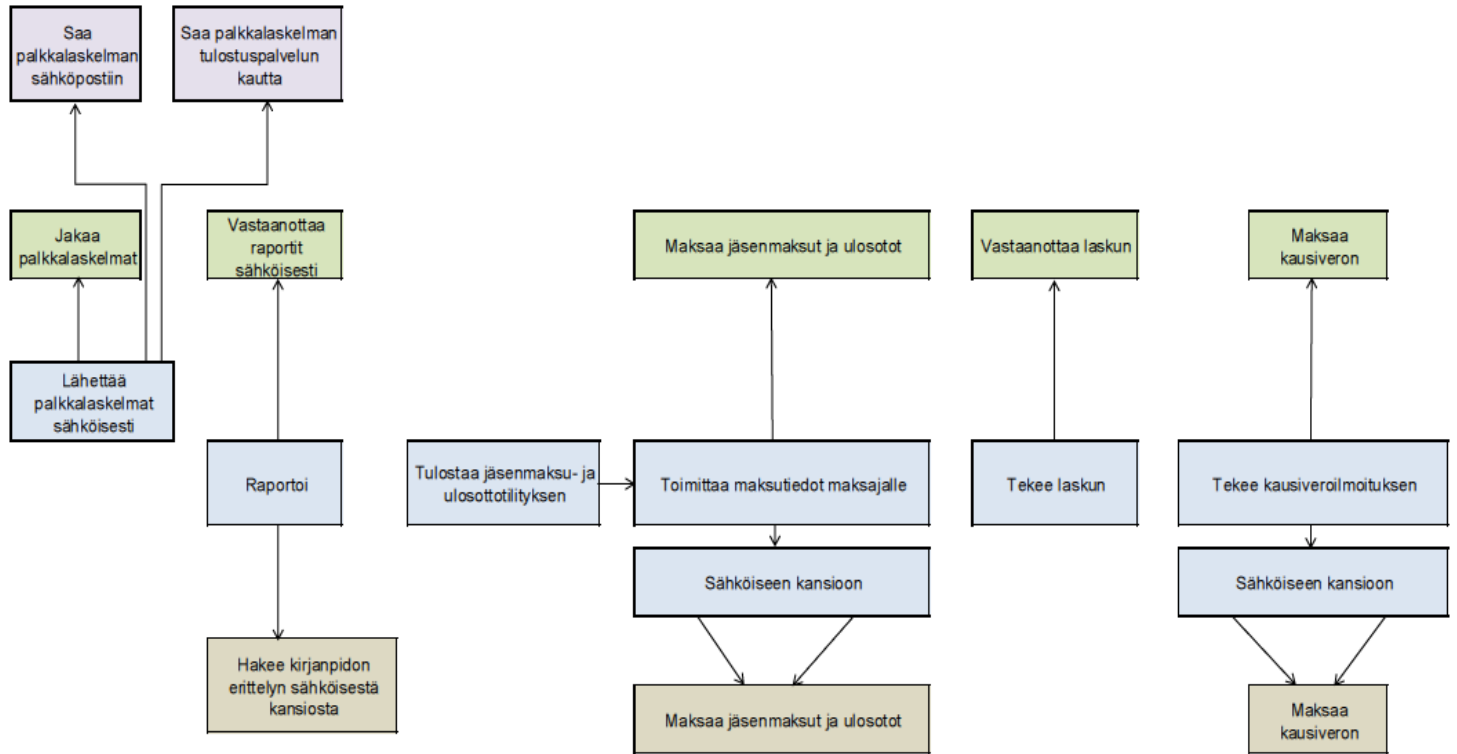 Saa
palkkalaskelman
sähköpostiin
Saa palkkalaskelman
tulostuspalvelun
kautta
Jakaa
palkkalaskelmat
Vastaanottaa
raportit
sähköisesti
Maksaa jäsenmaksut ja ulosotot
Vastaanottaa laskun
Maksaa
kausiveron
Lähettää
palkkalaskelmat
sähköisesti
Raportoi
Tulostaa jäsenmaksu- ja
ulosottotilityksen
Toimittaa maksutiedot maksajalle
Tekee laskun
Tekee kausiveroilmoituksen
Sähköiseen kansioon
Sähköiseen kansioon
Hakee kirjanpidon
erittelyn sähköisestä
kansiosta
Maksaa jäsenmaksut ja ulosotot
Maksaa
kausiveron